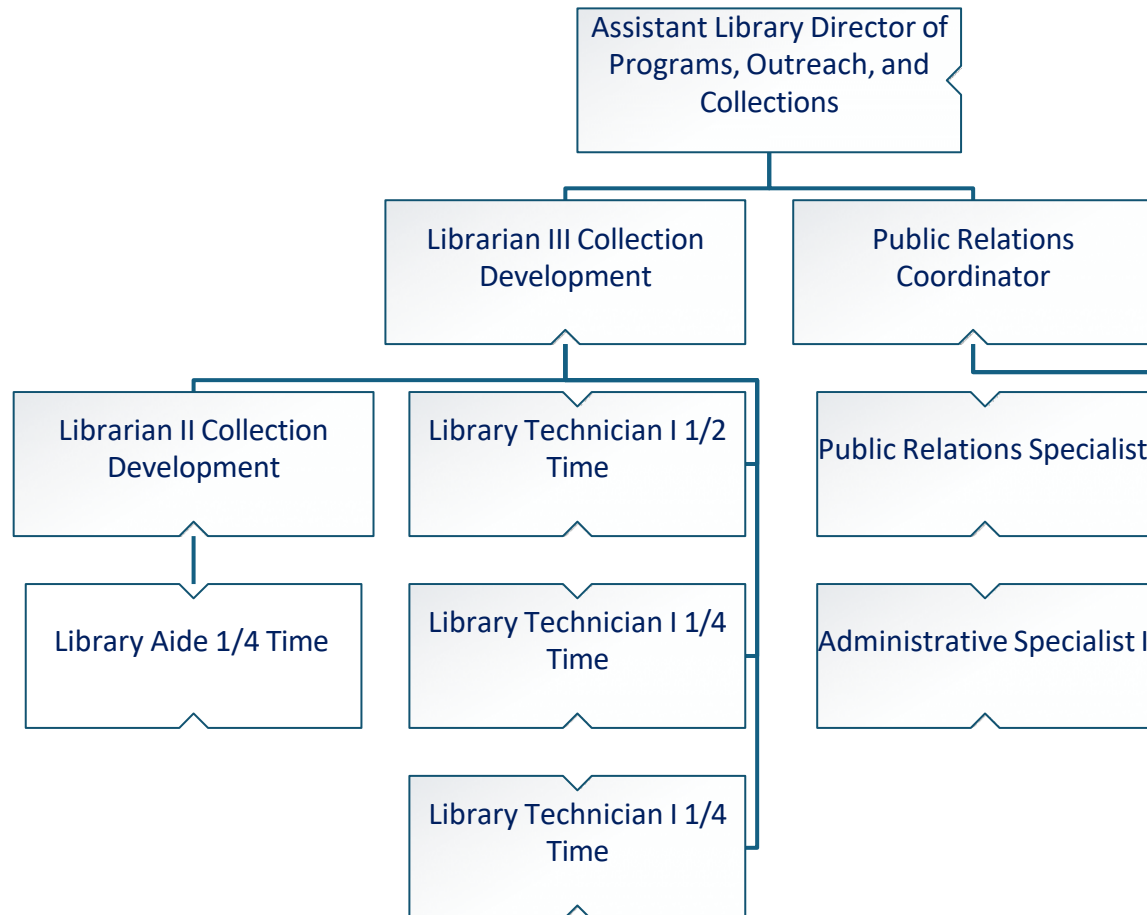 Assistant Library Director of
Programs, Outreach, and
Collections
Librarian III Collection
Development
Public Relations
Coordinator
Librarian II Collection
Development
Library Technician I 1/2
Time
Public Relations Specialist
Library Aide 1/4 Time
Library Technician I 1/4
Time
Administrative Specialist I
Library Technician I 1/4
Time